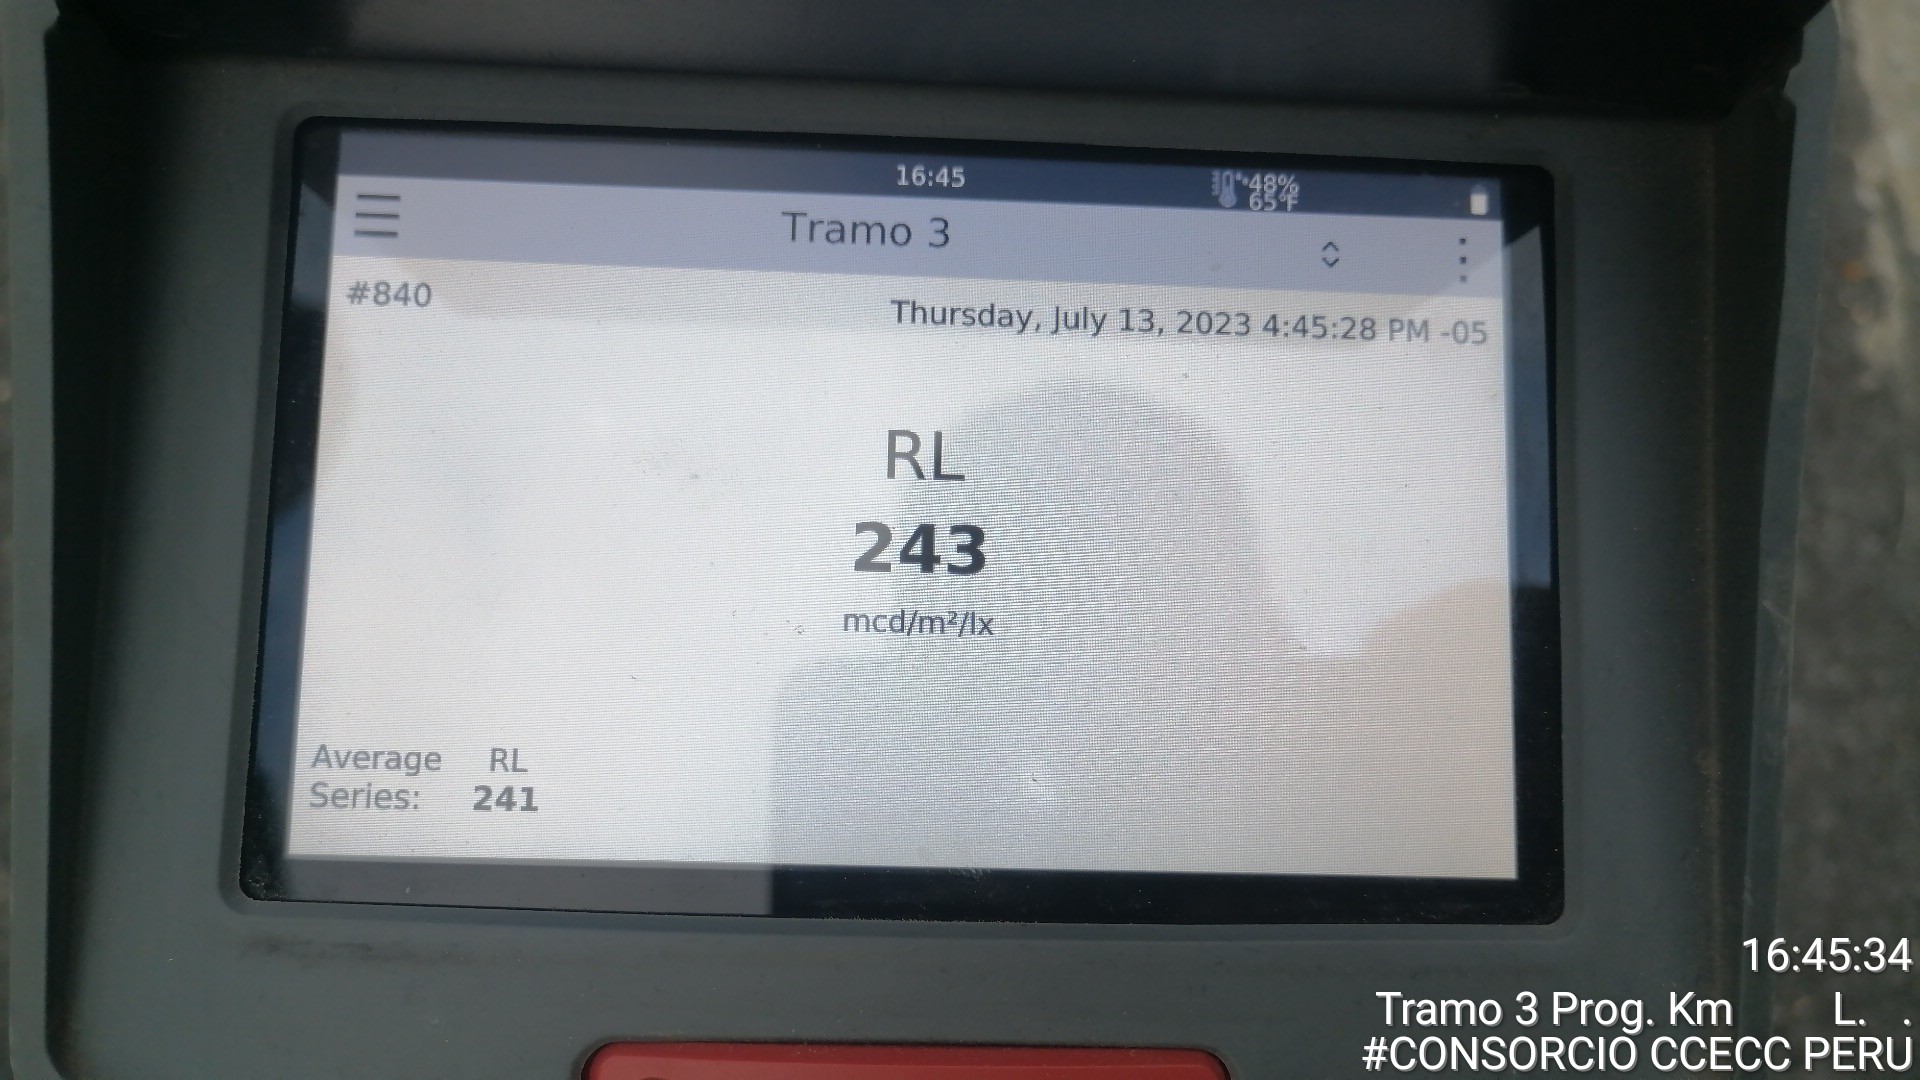 16:45
48%
65°F
Tramo 3
#840
Thursday, July 13, 2023 4:45:28 PM -05
RL
243
mcd/m²/lx
Average RL
Series: 241
16:45:34
Tramo 3 Prog. Km L. .
#CONSORCIO CCECC PERU